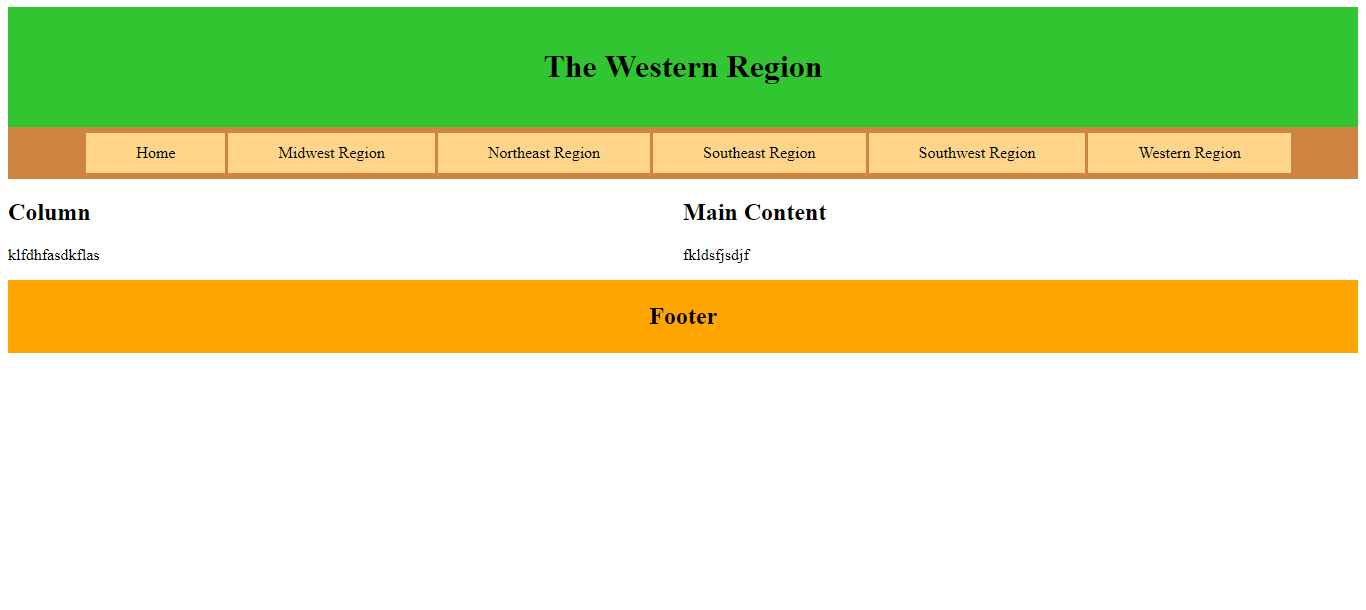 The Western Region
Home Midwest Region Northeast Region Southeast Region Southwest Region Western Region
Column
klfdhfasdkflas
Main Content
fkldsfjsdjf
Footer